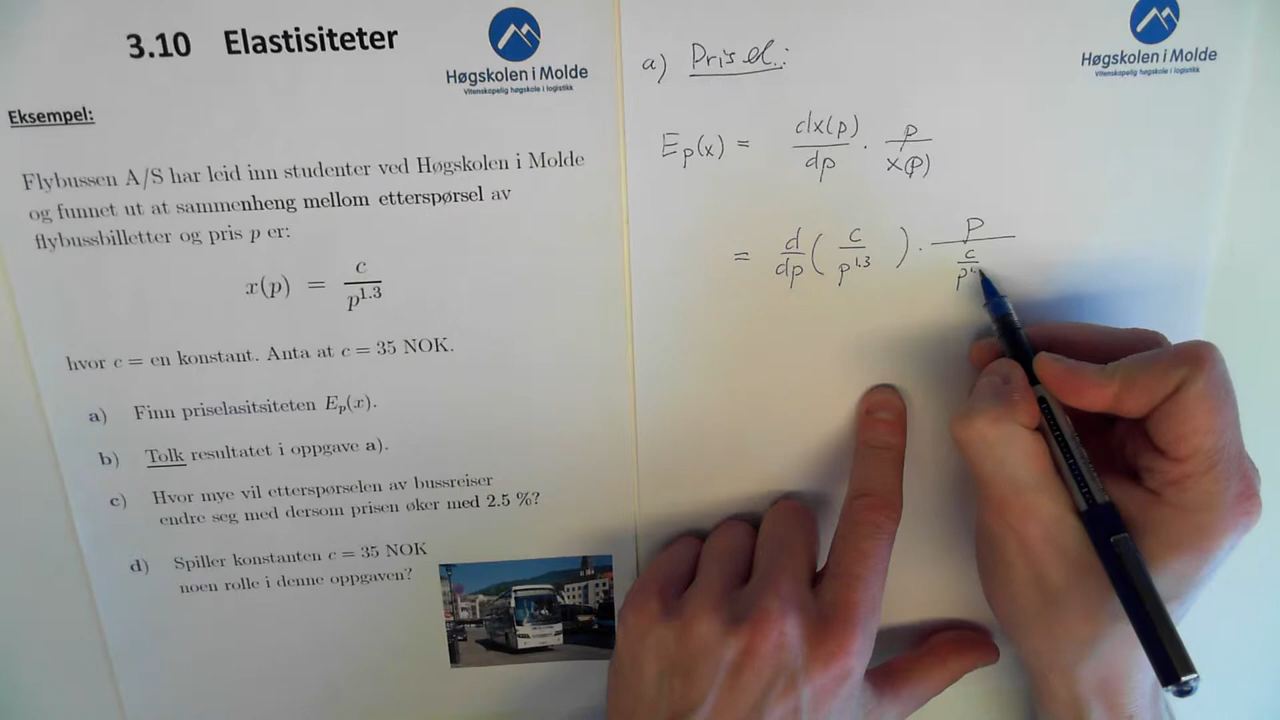 3.10 Elastisiteter
Høgskolen i Molde
Vitenskapelig høgskole i logistikk
Eksempel:
Flybussen A/S har leid inn studenter ved Høgskolen i Molde
og funnet ut at sammenheng mellom etterspørsel av
flybussbilletter og pris p er:
x(p) = c / p^1.3
hvor c = en konstant. Anta at c = 35 NOK.
a) Finn priselasitsiteten E_p(x).
b) Tolk resultatet i oppgave a).
c) Hvor mye vil etterspørselen av bussreiser
endre seg med dersom prisen øker med 2.5 %?
d) Spiller konstanten c = 35 NOK
noen rolle i denne oppgaven?
a) Prisel.:
Høgskolen i Molde
Vitenskapelig høgskole i logistikk
E_p(x) = dx(p)/dp · p/x(p)
= d/dp ( c/p^1.3 ) · p / (c/p^1.